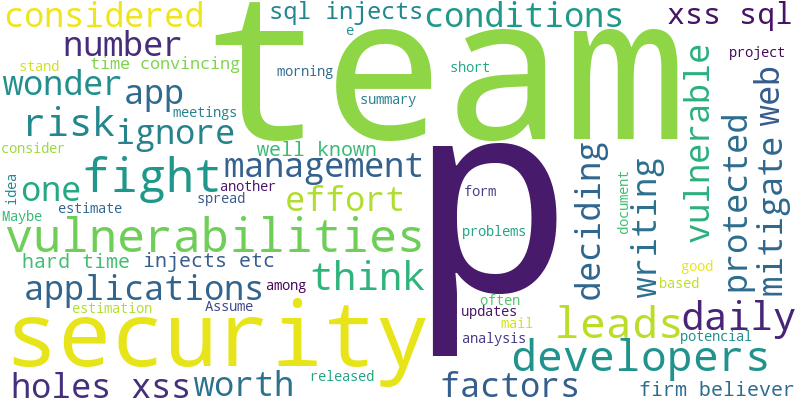 considered
team
sql injects
conditions
xss sql
number
e
stand
time convincing
morning
short
project
wonder
app
summary
meetings
risk
ignore
well known
consider
fight
management
one
another
spread
form
idea
Maybe
estimate
effort
p
deciding
writing
document
vulnerable
protected
mitigate
web
vulnerabilities
problems
hard time
injects etc
think
good
based
applications
among
often
estimation
Assume
updates
mail
security
leads
daily
analysis
potencial
developers
holes xss
worth
released
factors
firm believer